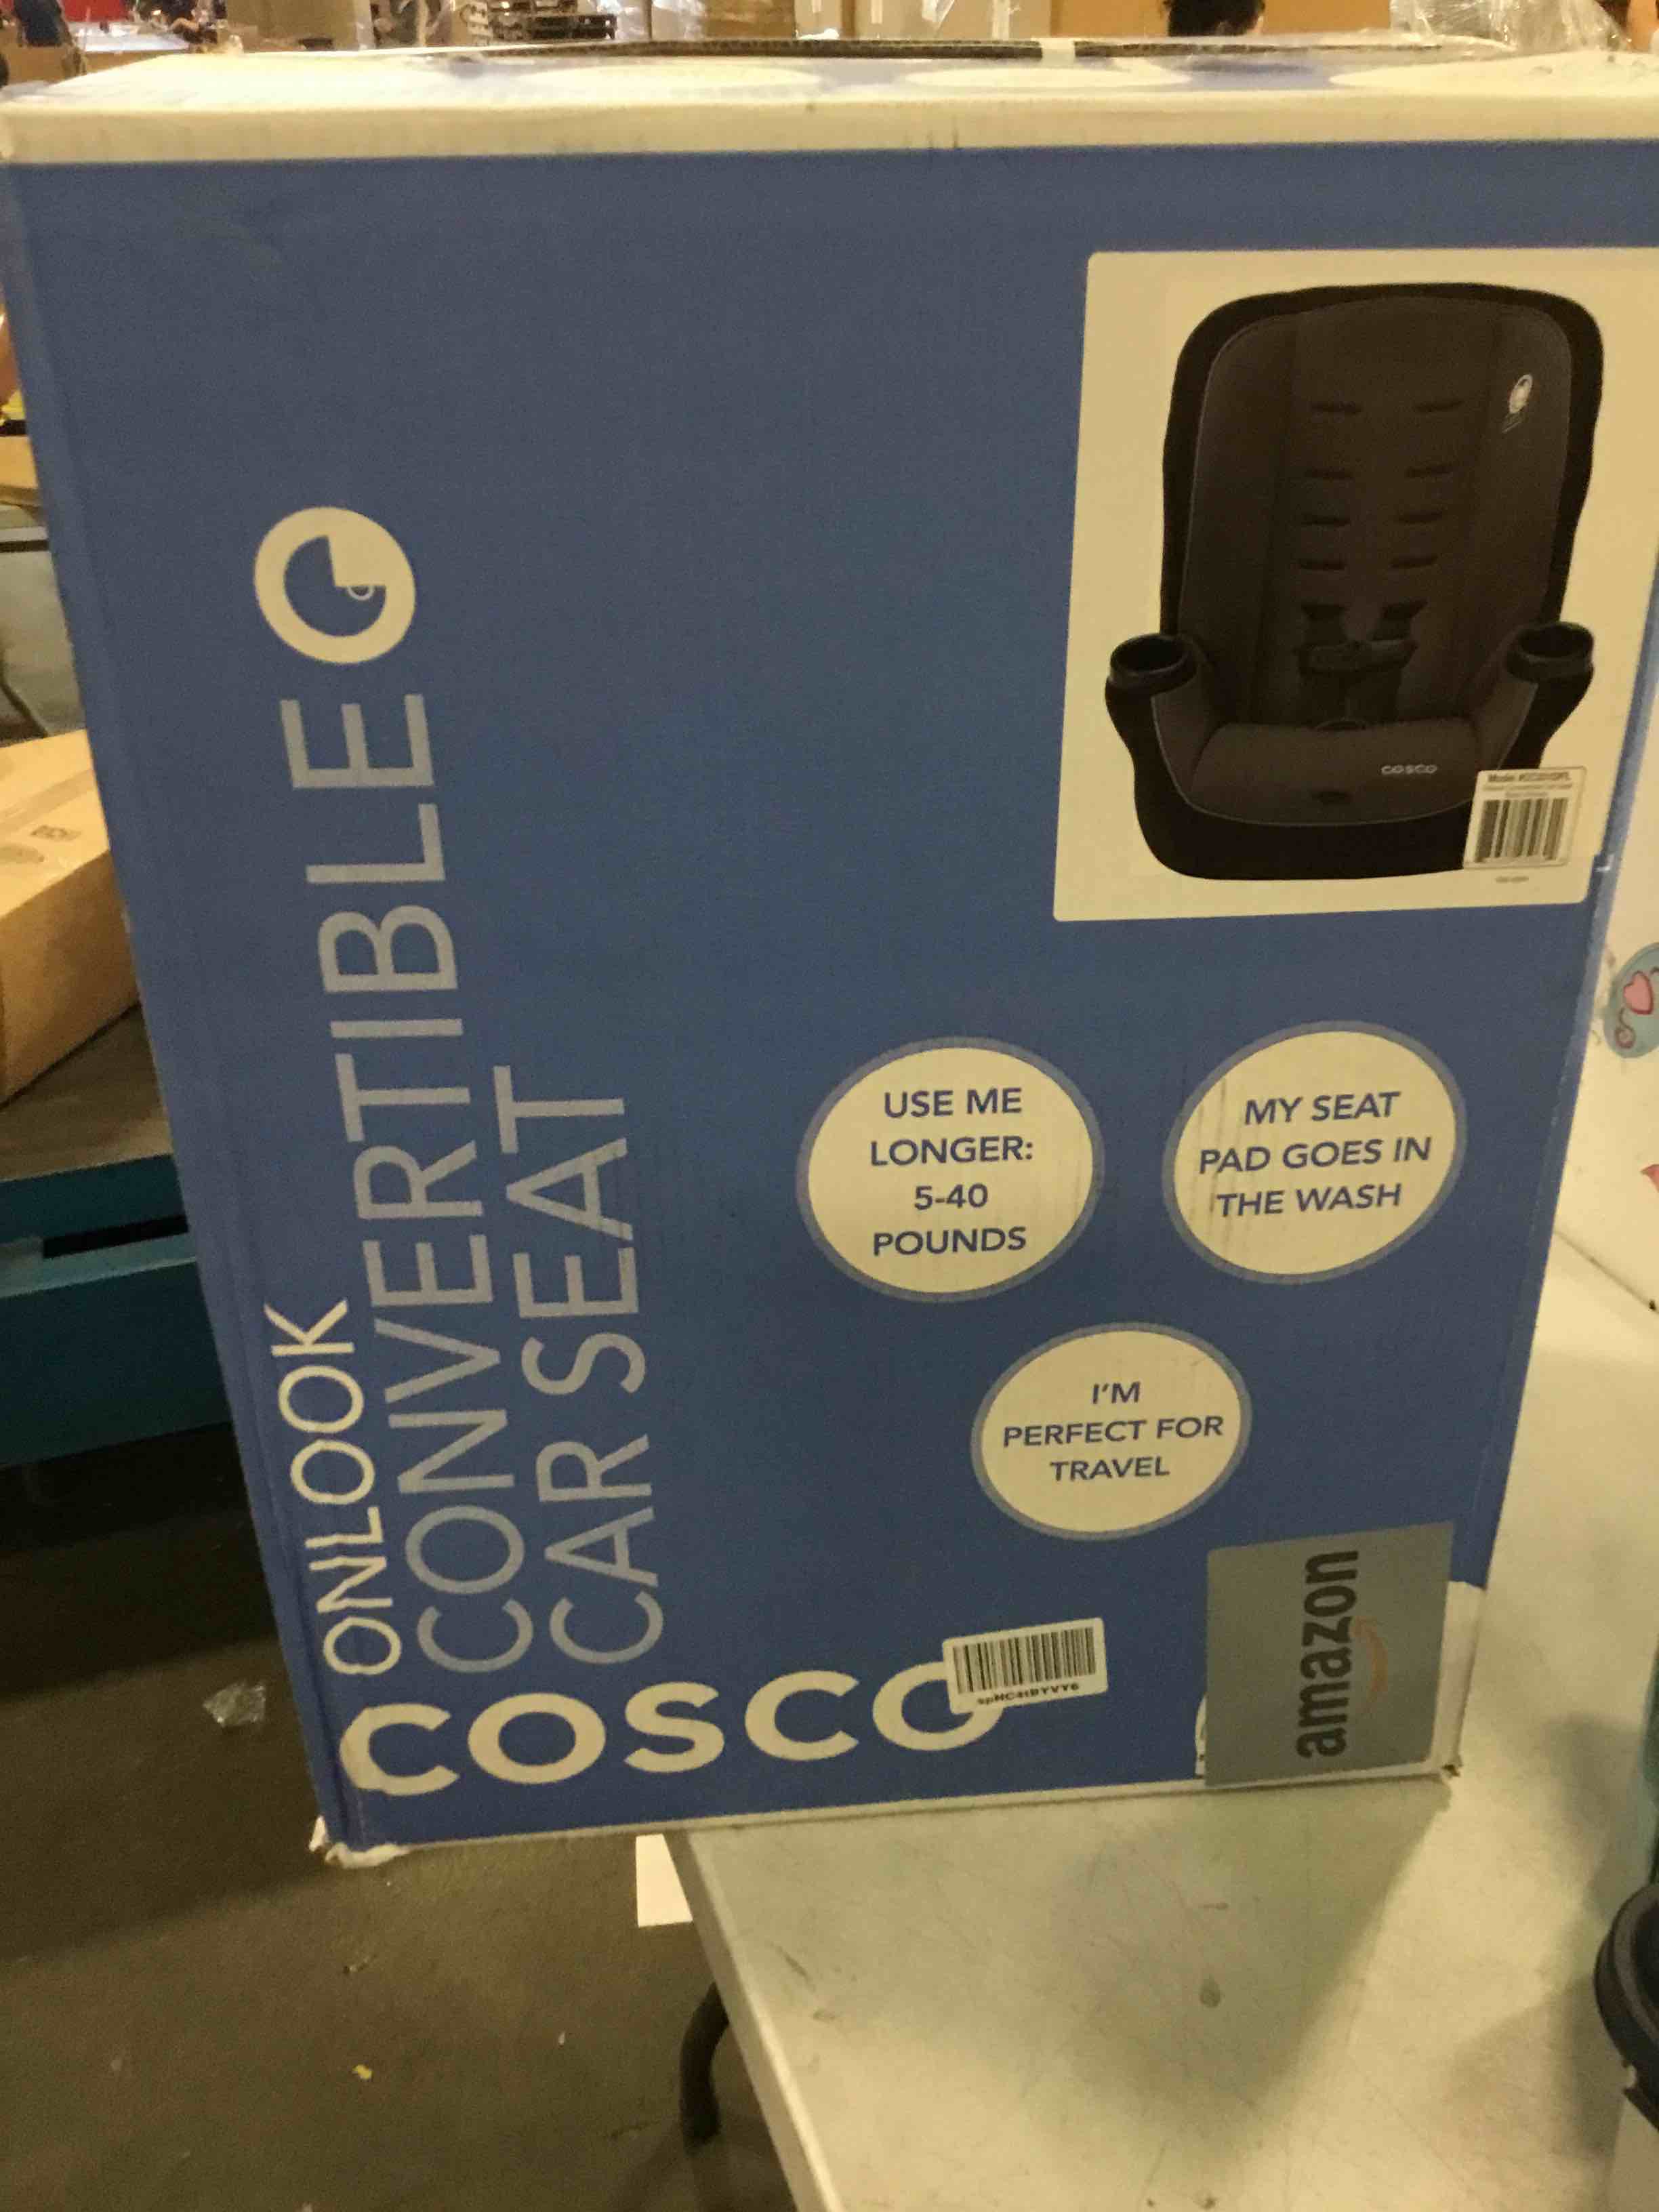 COSCO
USE ME
LONGER:
5-40
POUNDS
MY SEAT
PAD GOES IN
THE WASH
I'M
PERFECT FOR
TRAVEL
ONLOOK
CONVERTIBLE
CAR SEAT
COSCO
amazon